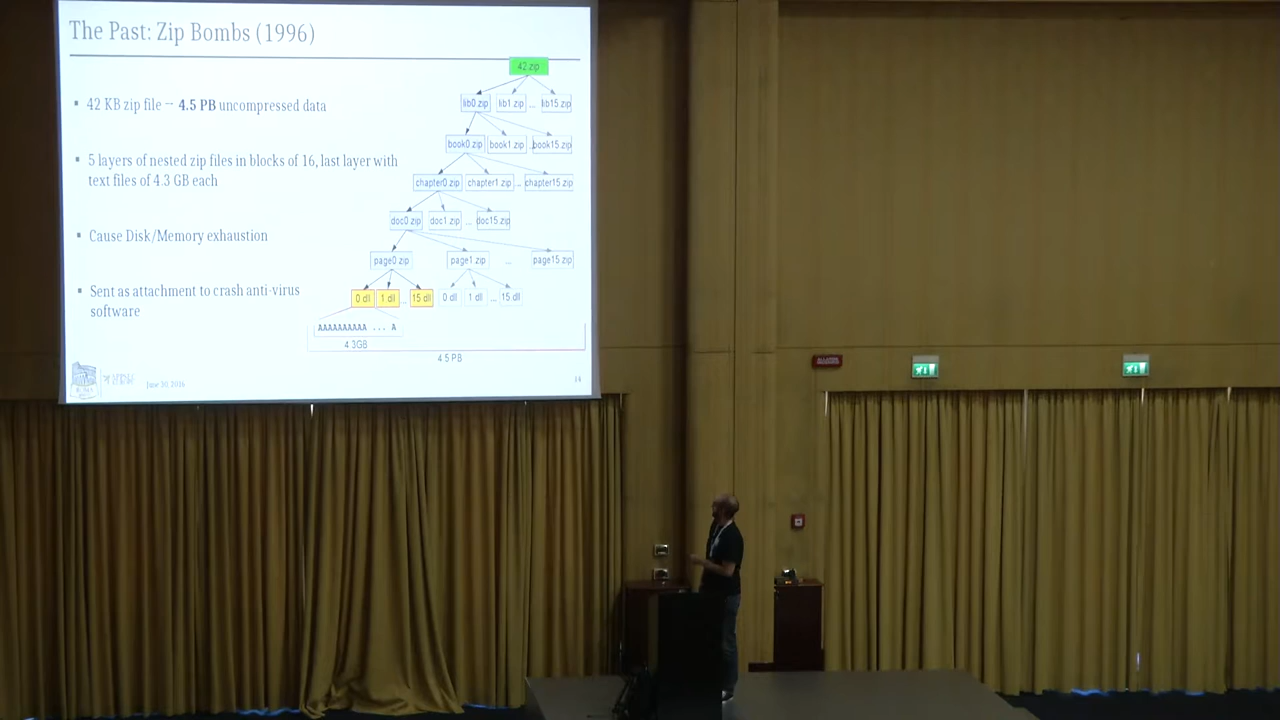 The Past: Zip Bombs (1996)
42 zip
▪ 42 KB zip file – 4.5 PB uncompressed data
lib0 zip lib1 zip ... lib15 zip
book0 zip book1 zip ... book15 zip
▪ 5 layers of nested zip files in blocks of 16, last layer with
text files of 4.3 GB each
chapter0 zip chapter1 zip ... chapter15 zip
doc0 zip doc1 zip ... doc15 zip
▪ Cause Disk/Memory exhaustion
page0 zip page1 zip ... page15 zip
▪ Sent as attachment to crash anti-virus
software
0 dll 1 dll ... 15 dll 0 dll 1 dll ... 15 dll
AAAAAAAAAA ... A
4 3GB
4 5 PB
June 30, 2016
14